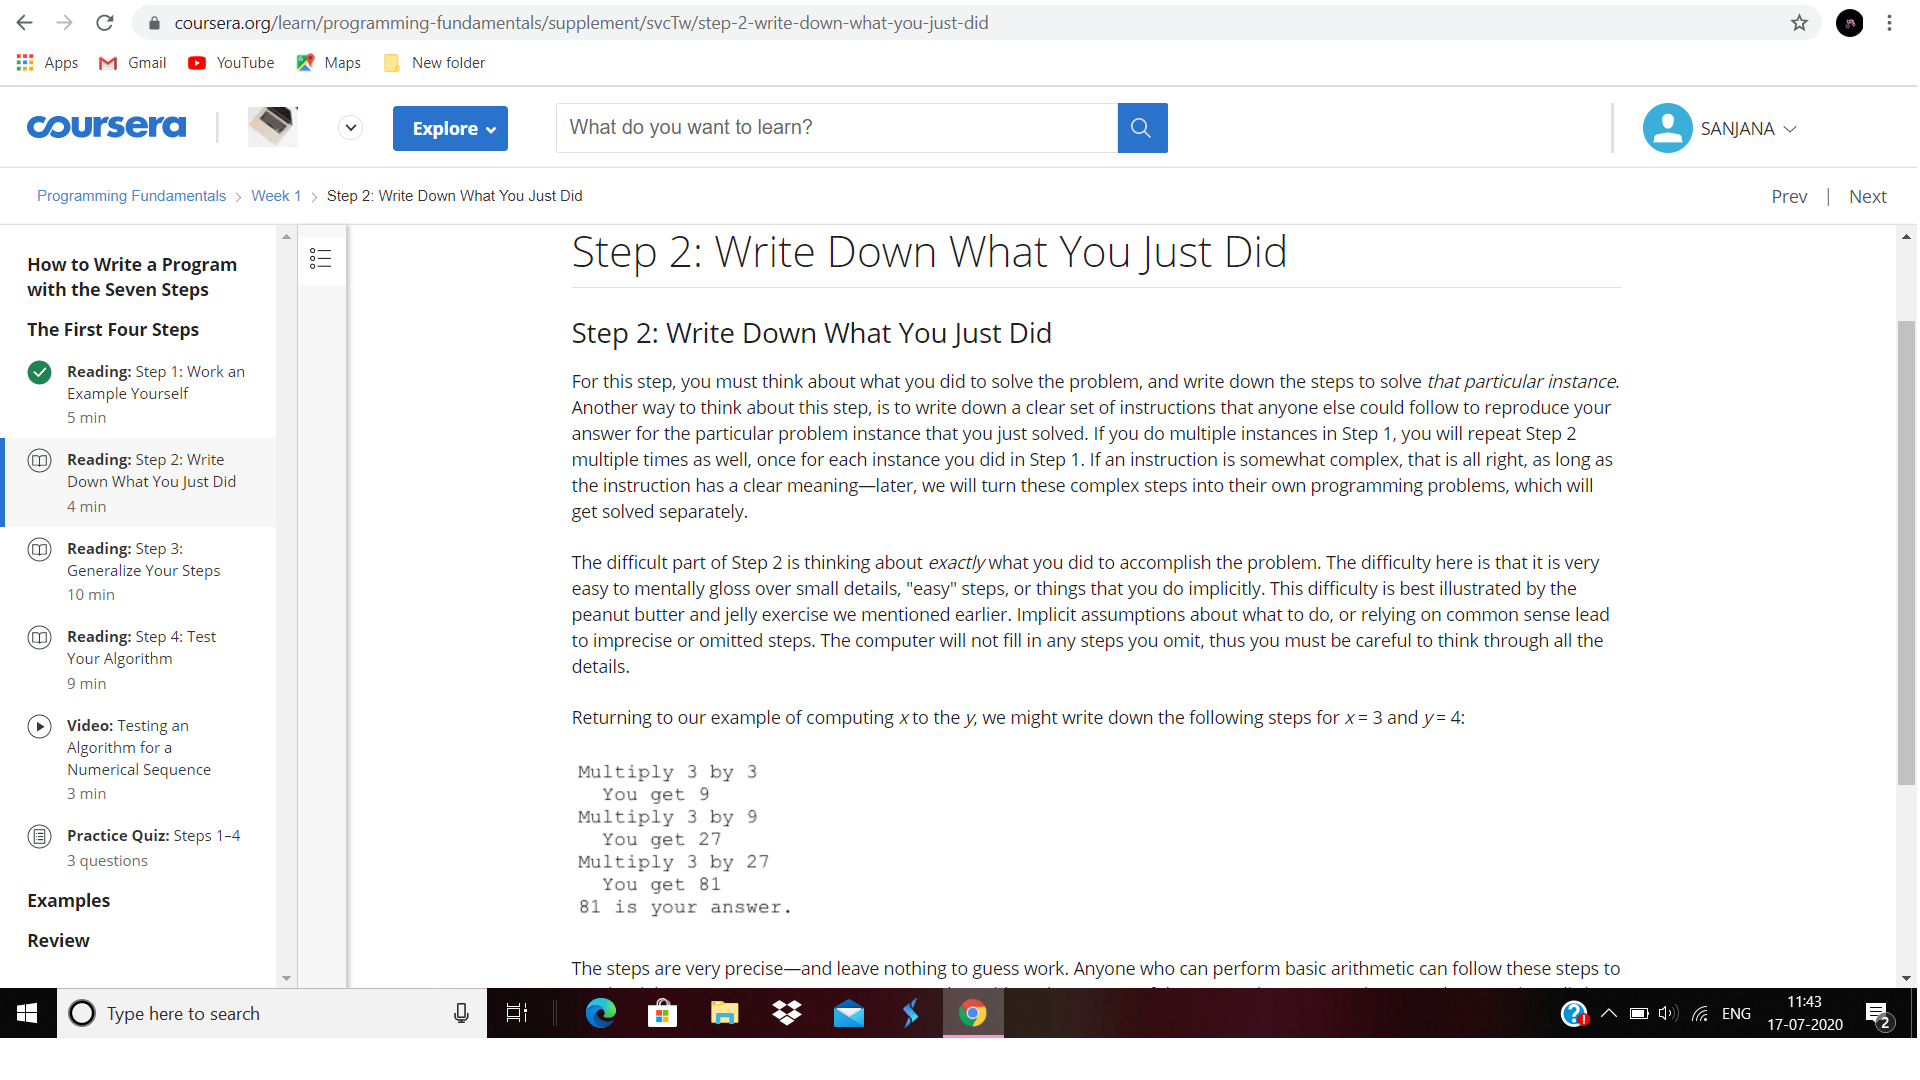 coursera.org/learn/programming-fundamentals/supplement/svcTw/step-2-write-down-what-you-just-did
Apps Gmail YouTube Maps New folder
coursera Explore What do you want to learn? SANJANA
Programming Fundamentals > Week 1 > Step 2: Write Down What You Just Did Prev | Next
How to Write a Program
with the Seven Steps
The First Four Steps
Reading: Step 1: Work an
Example Yourself
5 min
Reading: Step 2: Write
Down What You Just Did
4 min
Reading: Step 3:
Generalize Your Steps
10 min
Reading: Step 4: Test
Your Algorithm
9 min
Video: Testing an
Algorithm for a
Numerical Sequence
3 min
Practice Quiz: Steps 1–4
3 questions
Examples
Review
Step 2: Write Down What You Just Did
Step 2: Write Down What You Just Did
For this step, you must think about what you did to solve the problem, and write down the steps to solve that particular instance.
Another way to think about this step, is to write down a clear set of instructions that anyone else could follow to reproduce your
answer for the particular problem instance that you just solved. If you do multiple instances in Step 1, you will repeat Step 2
multiple times as well, once for each instance you did in Step 1. If an instruction is somewhat complex, that is all right, as long as
the instruction has a clear meaning—later, we will turn these complex steps into their own programming problems, which will
get solved separately.
The difficult part of Step 2 is thinking about exactly what you did to accomplish the problem. The difficulty here is that it is very
easy to mentally gloss over small details, "easy" steps, or things that you do implicitly. This difficulty is best illustrated by the
peanut butter and jelly exercise we mentioned earlier. Implicit assumptions about what to do, or relying on common sense lead
to imprecise or omitted steps. The computer will not fill in any steps you omit, thus you must be careful to think through all the
details.
Returning to our example of computing x to the y, we might write down the following steps for x = 3 and y = 4:
Multiply 3 by 3
You get 9
Multiply 3 by 9
You get 27
Multiply 3 by 27
You get 81
81 is your answer.
The steps are very precise—and leave nothing to guess work. Anyone who can perform basic arithmetic can follow these steps to
Type here to search
ENG
11:43
17-07-2020
2